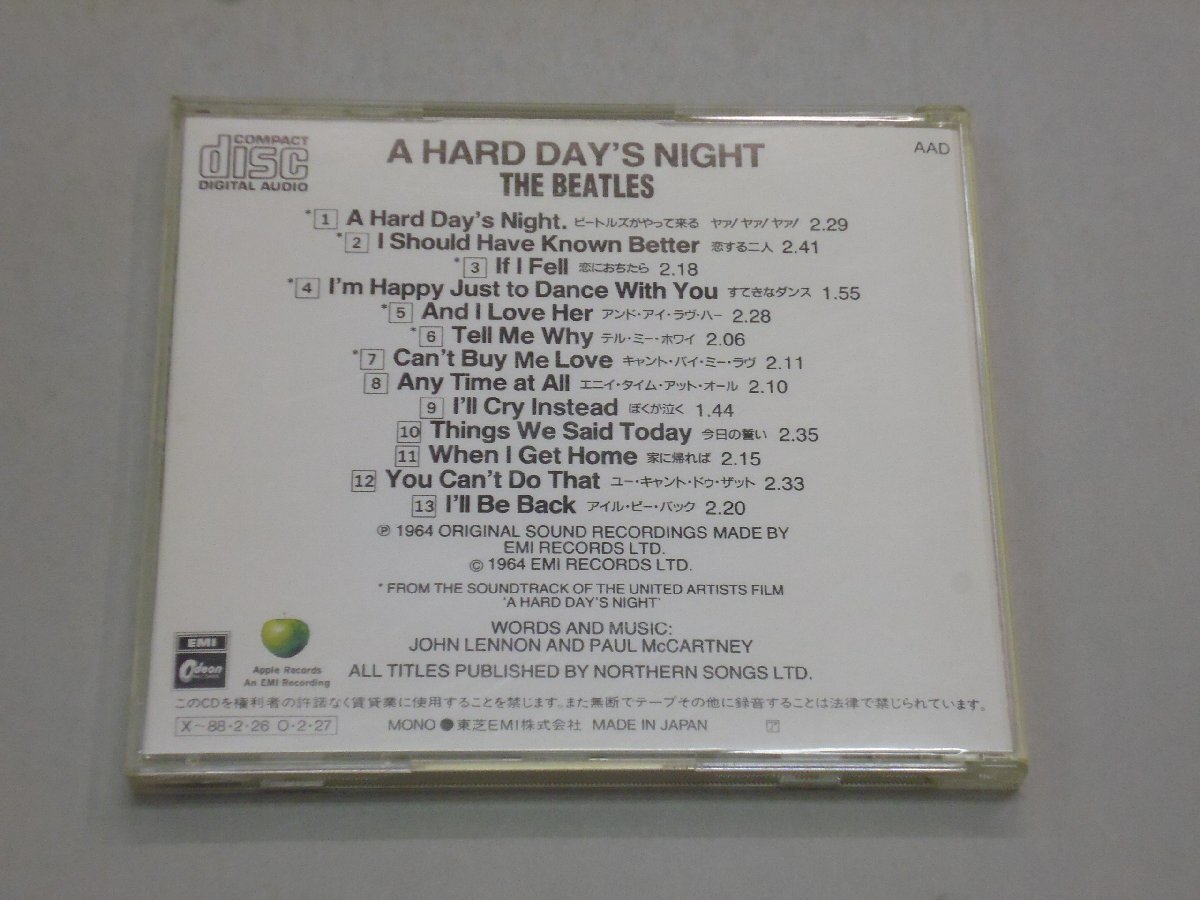 COMPACT
disc
DIGITAL AUDIO
A HARD DAY'S NIGHT
AAD
THE BEATLES
*1 A Hard Day's Night. ビートルズがやって来る ヤァ!ヤァ!ヤァ! 2.29
*2 I Should Have Known Better 恋する二人 2.41
*3 If I Fell 恋におちたら 2.18
*4 I'm Happy Just to Dance With You すてきなダンス 1.55
*5 And I Love Her アンド・アイ・ラヴ・ハー 2.28
*6 Tell Me Why テル・ミー・ホワイ 2.06
*7 Can't Buy Me Love キャント・バイ・ミー・ラヴ 2.11
8 Any Time at All エニイ・タイム・アット・オール 2.10
9 I'll Cry Instead ぼくが泣く 1.44
10 Things We Said Today 今日の誓い 2.35
11 When I Get Home 家に帰れば 2.15
12 You Can't Do That ユー・キャント・ドゥ・ザット 2.33
13 I'll Be Back アイル・ビー・バック 2.20
℗ 1964 ORIGINAL SOUND RECORDINGS MADE BY
EMI RECORDS LTD.
© 1964 EMI RECORDS LTD.
* FROM THE SOUNDTRACK OF THE UNITED ARTISTS FILM
'A HARD DAY'S NIGHT'
WORDS AND MUSIC:
JOHN LENNON AND PAUL McCARTNEY
ALL TITLES PUBLISHED BY NORTHERN SONGS LTD.
EMI
Odeon
Apple Records
An EMI Recording
このCDを権利者の許諾なく賃貸業に使用することを禁じます。また無断でテープその他に録音することは法律で禁じられています。
X-88・2・26 O・2・27
MONO ●東芝EMI株式会社 MADE IN JAPAN